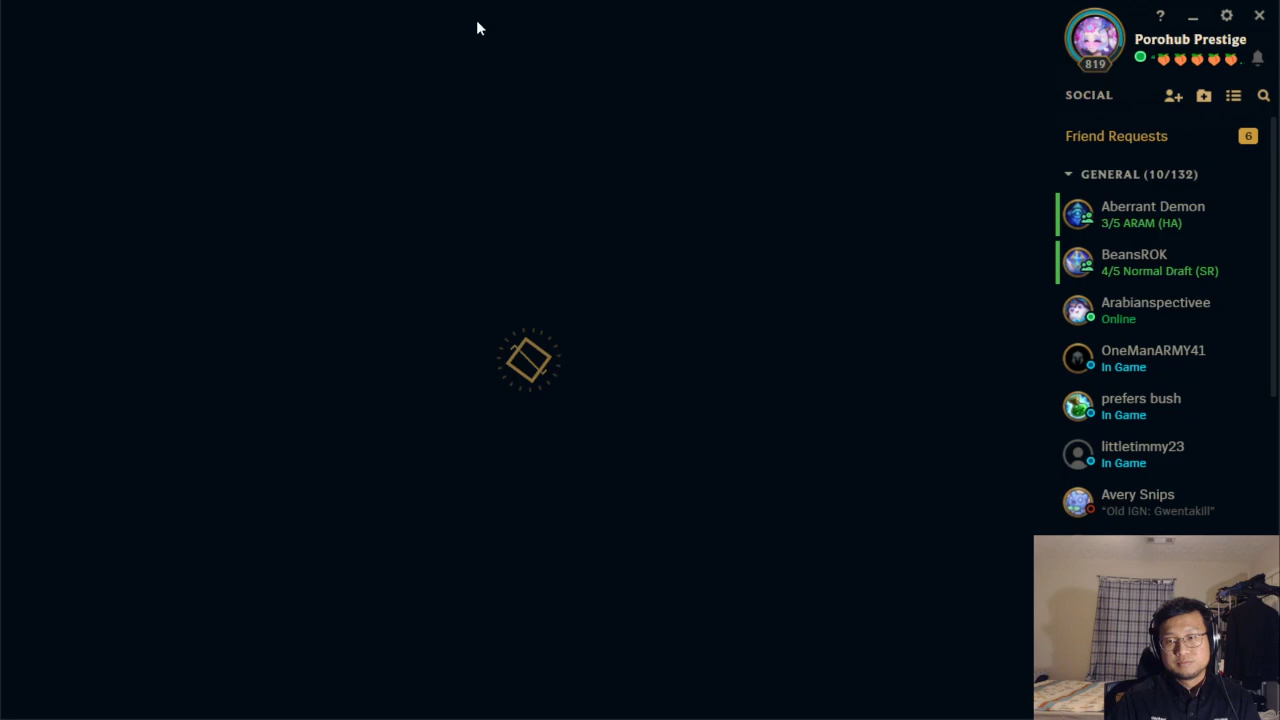 ?
Porohub Prestige
819
SOCIAL
Friend Requests
6
GENERAL (10/132)
Aberrant Demon
3/5 ARAM (HA)
BeansROK
4/5 Normal Draft (SR)
Arabianspectivee
Online
OneManARMY41
In Game
prefers bush
In Game
littletimmy23
In Game
Avery Snips
"Old IGN: Gwentakill"